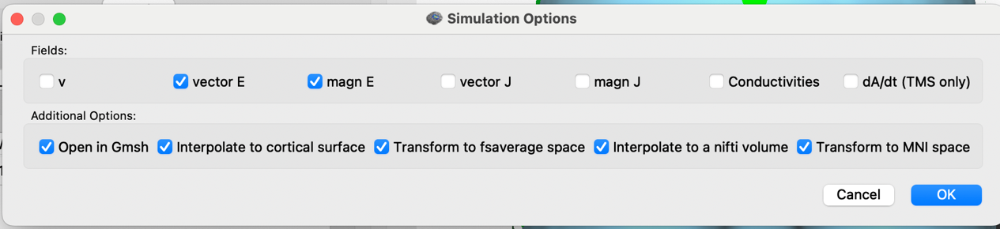 Simulation Options
Fields:
v vector E magn E vector J magn J Conductivities dA/dt (TMS only)
Additional Options:
Open in Gmsh Interpolate to cortical surface Transform to fsaverage space Interpolate to a nifti volume Transform to MNI space
Cancel OK